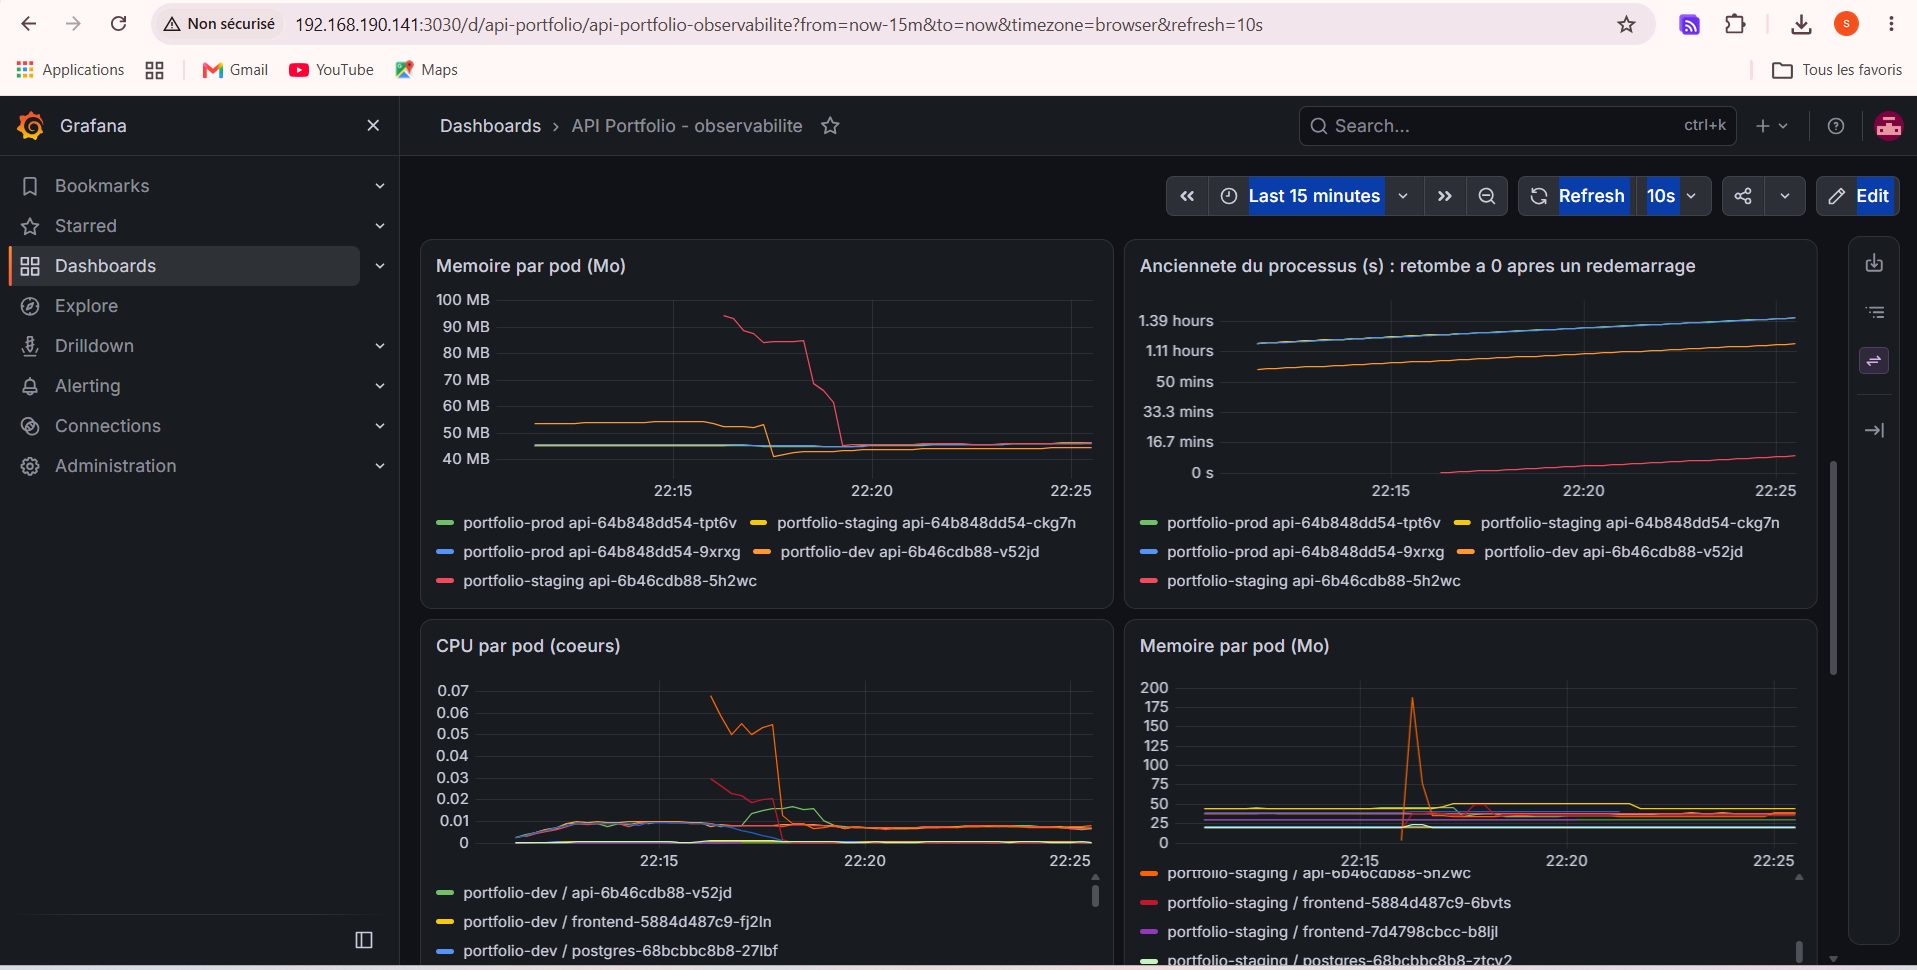 Non sécurisé
192.168.190.141:3030/d/api-portfolio/api-portfolio-observabilite?from=now-15m&to=now&timezone=browser&refresh=10s
s
Applications
Gmail
YouTube
Maps
Tous les favoris
Grafana
Dashboards › API Portfolio - observabilite
Search...
ctrl+k
Bookmarks
Starred
Dashboards
Explore
Drilldown
Alerting
Connections
Administration
Last 15 minutes
Refresh
10s
Edit
Memoire par pod (Mo)
100 MB
90 MB
80 MB
70 MB
60 MB
50 MB
40 MB
22:15
22:20
22:25
portfolio-prod api-64b848dd54-tpt6v
portfolio-staging api-64b848dd54-ckg7n
portfolio-prod api-64b848dd54-9xrxg
portfolio-dev api-6b46cdb88-v52jd
portfolio-staging api-6b46cdb88-5h2wc
Anciennete du processus (s) : retombe a 0 apres un redemarrage
1.39 hours
1.11 hours
50 mins
33.3 mins
16.7 mins
0 s
22:15
22:20
22:25
portfolio-prod api-64b848dd54-tpt6v
portfolio-staging api-64b848dd54-ckg7n
portfolio-prod api-64b848dd54-9xrxg
portfolio-dev api-6b46cdb88-v52jd
portfolio-staging api-6b46cdb88-5h2wc
CPU par pod (coeurs)
0.07
0.06
0.05
0.04
0.03
0.02
0.01
0
22:15
22:20
22:25
portfolio-dev / api-6b46cdb88-v52jd
portfolio-dev / frontend-5884d487c9-fj2ln
portfolio-dev / postgres-68bcbbc8b8-27lbf
Memoire par pod (Mo)
200
175
150
125
100
75
50
25
0
22:15
22:20
22:25
portfolio-staging / api-6b46cdb88-5h2wc
portfolio-staging / frontend-5884d487c9-6bvts
portfolio-staging / frontend-7d4798cbcc-b8ljl
portfolio-staging / postgres-68bcbbc8b8-ztcv2